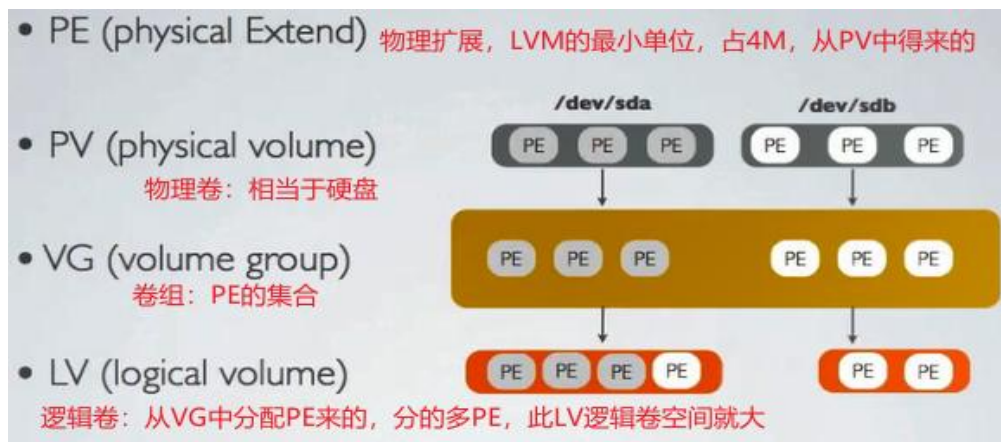 • PE (physical Extend) 物理扩展，LVM的最小单位，占4M，从PV中得来的
/dev/sda /dev/sdb
• PV (physical volume) PE PE PE PE PE PE
物理卷：相当于硬盘
• VG (volume group) PE PE PE PE PE PE
卷组：PE的集合
• LV (logical volume) PE PE PE PE PE PE
逻辑卷：从VG中分配PE来的，分的多PE，此LV逻辑卷空间就大